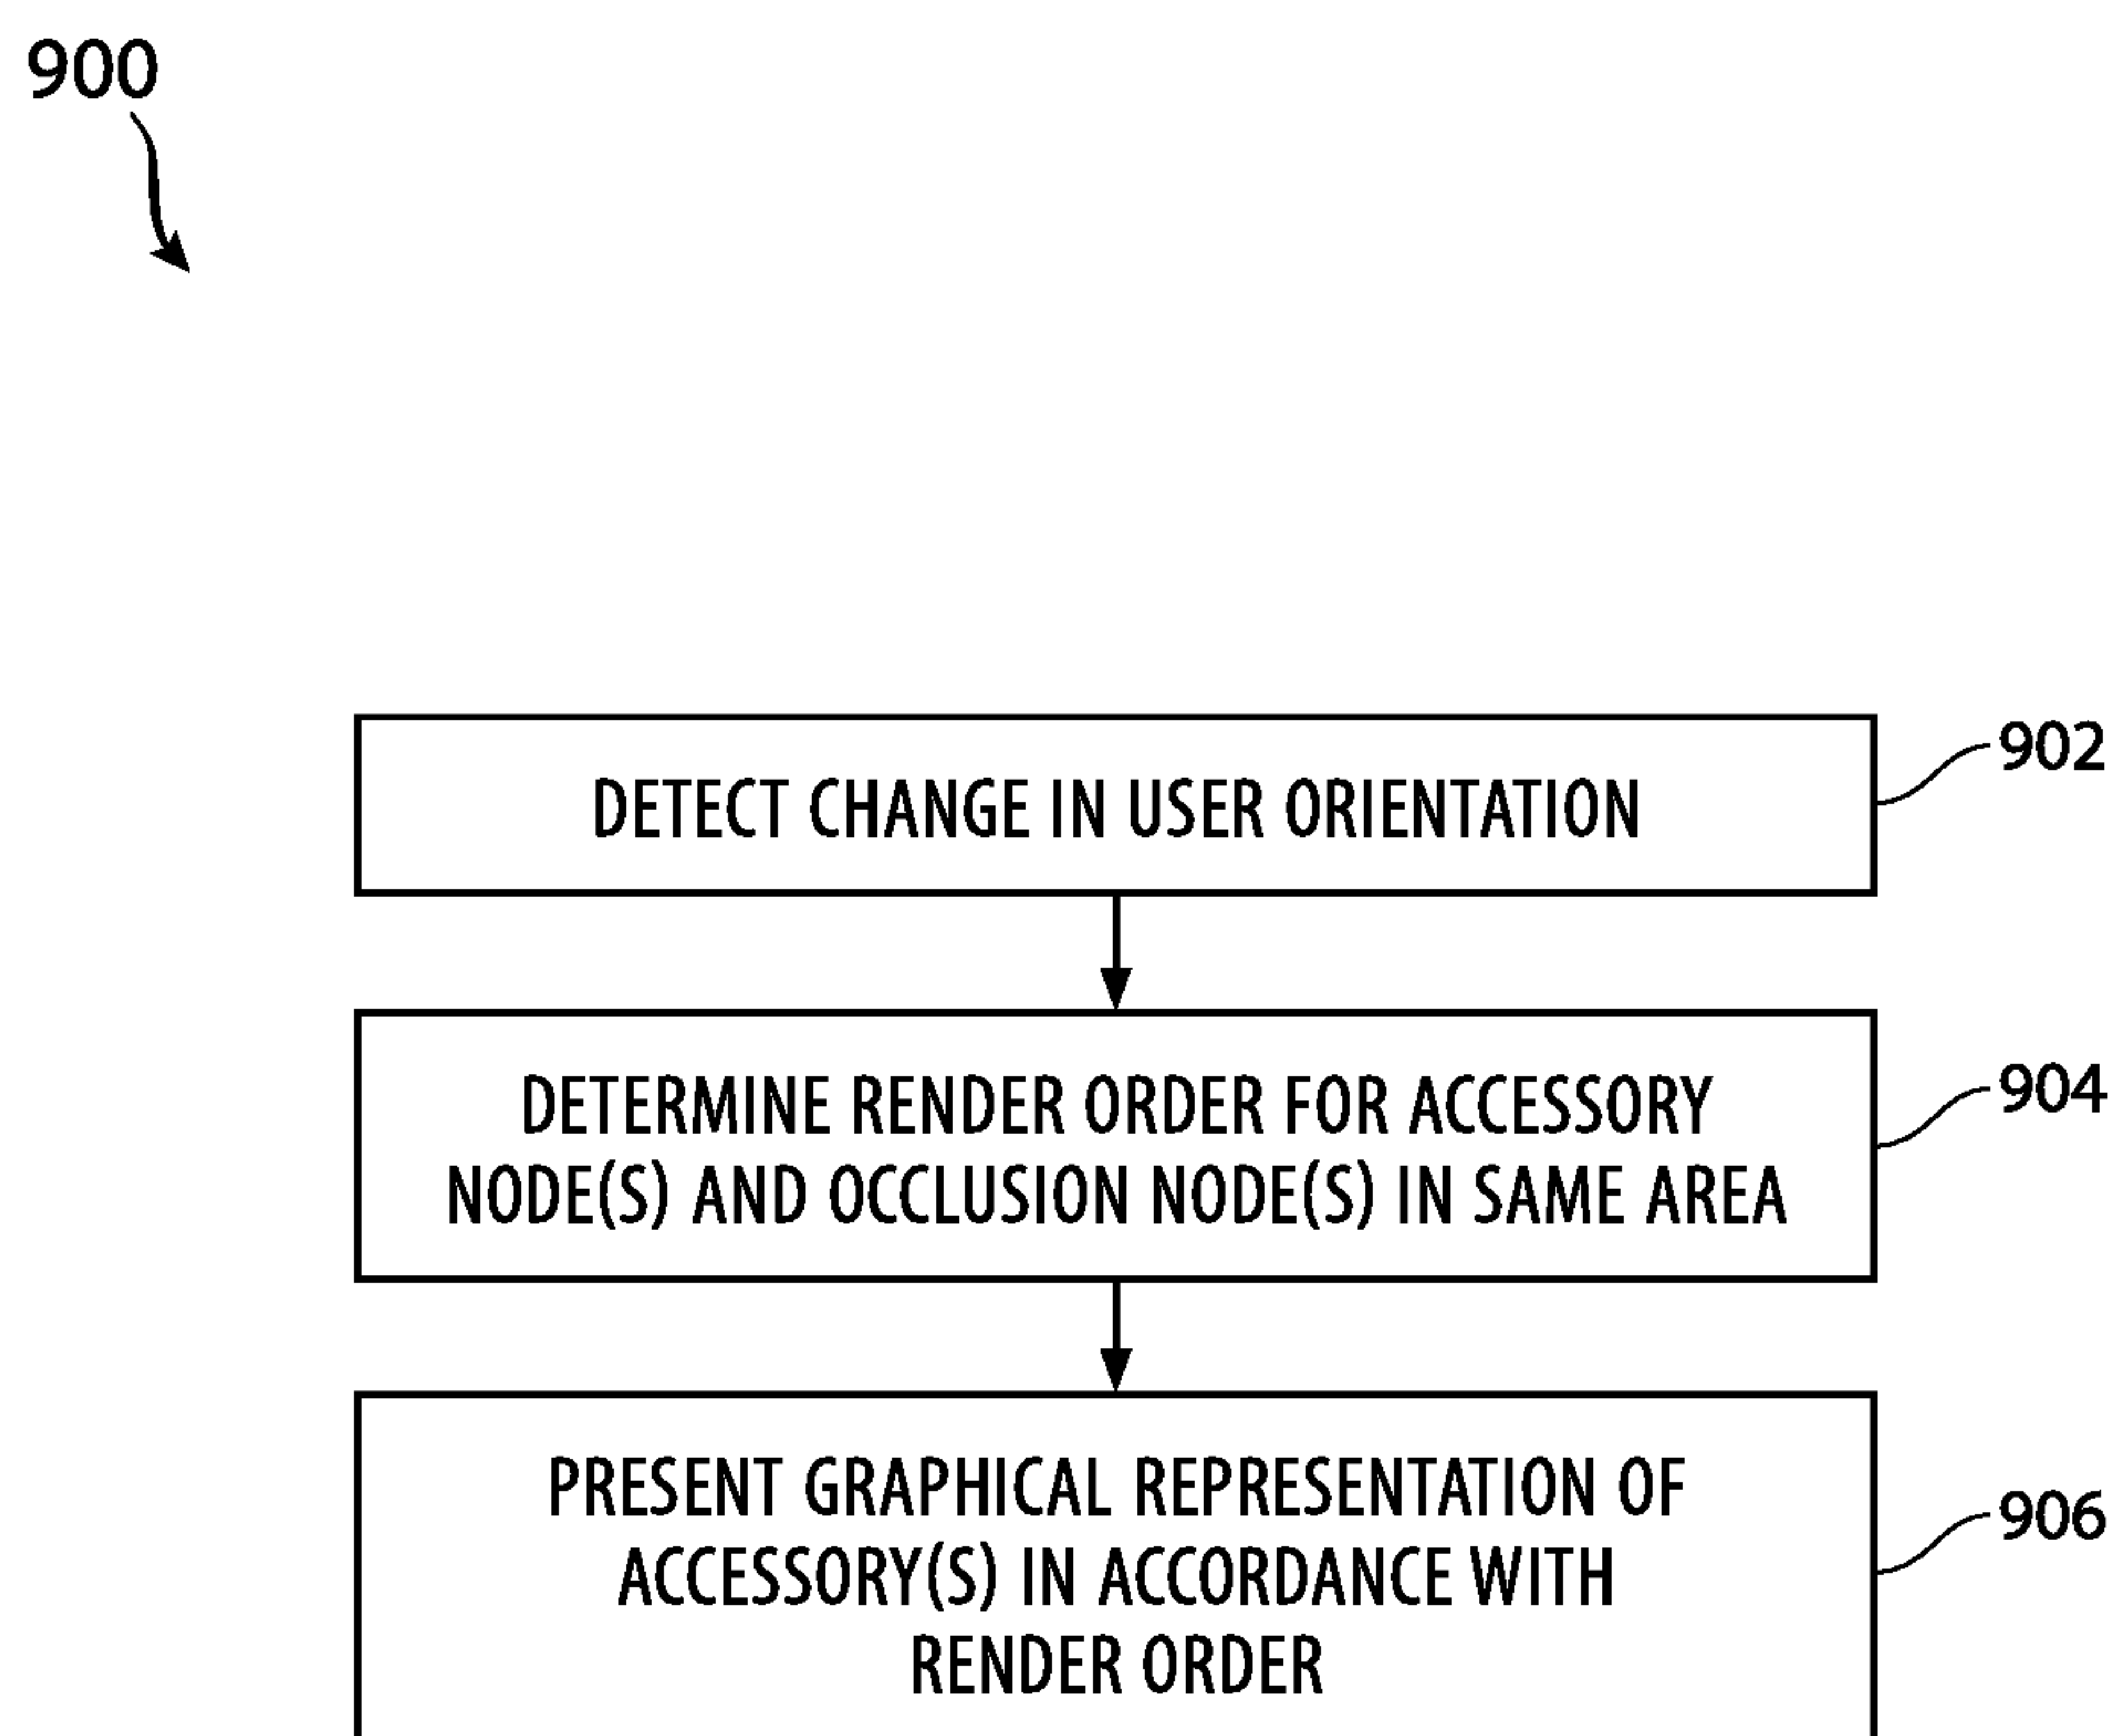 900
DETECT CHANGE IN USER ORIENTATION
902
DETERMINE RENDER ORDER FOR ACCESSORY
NODE(S) AND OCCLUSION NODE(S) IN SAME AREA
904
PRESENT GRAPHICAL REPRESENTATION OF
ACCESSORY(S) IN ACCORDANCE WITH
RENDER ORDER
906